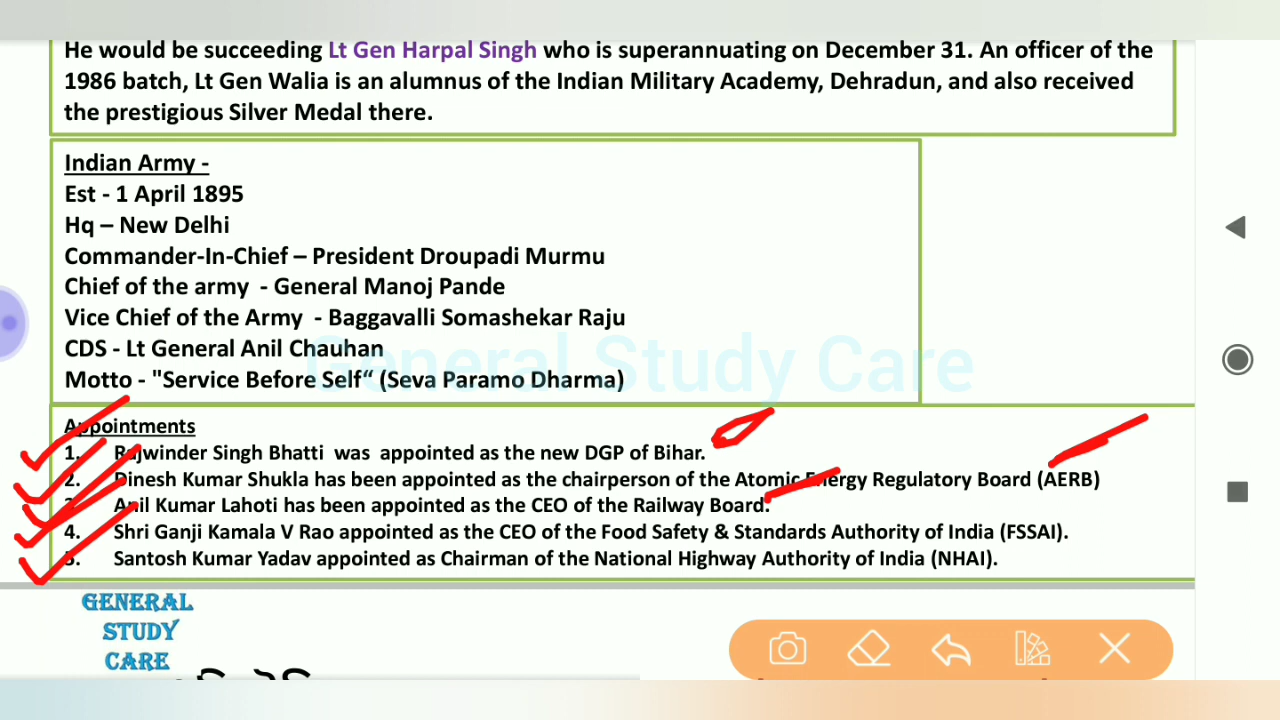 He would be succeeding Lt Gen Harpal Singh who is superannuating on December 31. An officer of the
1986 batch, Lt Gen Walia is an alumnus of the Indian Military Academy, Dehradun, and also received
the prestigious Silver Medal there.
Indian Army -
Est - 1 April 1895
Hq – New Delhi
Commander-In-Chief – President Droupadi Murmu
Chief of the army - General Manoj Pande
Vice Chief of the Army - Baggavalli Somashekar Raju
CDS - Lt General Anil Chauhan
Motto - "Service Before Self“ (Seva Paramo Dharma)
General Study Care
Appointments
1. Rajwinder Singh Bhatti was appointed as the new DGP of Bihar.
2. Dinesh Kumar Shukla has been appointed as the chairperson of the Atomic Energy Regulatory Board (AERB)
3. Anil Kumar Lahoti has been appointed as the CEO of the Railway Board.
4. Shri Ganji Kamala V Rao appointed as the CEO of the Food Safety & Standards Authority of India (FSSAI).
5. Santosh Kumar Yadav appointed as Chairman of the National Highway Authority of India (NHAI).
GENERAL
STUDY
CARE